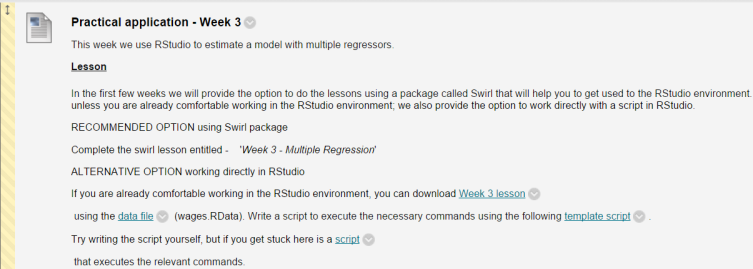 Practical application - Week 3
This week we use RStudio to estimate a model with multiple regressors.
Lesson
In the first few weeks we will provide the option to do the lessons using a package called Swirl that will help you to get used to the RStudio environment.
unless you are already comfortable working in the RStudio environment; we also provide the option to work directly with a script in RStudio.
RECOMMENDED OPTION using Swirl package
Complete the swirl lesson entitled - 'Week 3 - Multiple Regression'
ALTERNATIVE OPTION working directly in RStudio
If you are already comfortable working in the RStudio environment, you can download Week 3 lesson
using the data file (wages.RData). Write a script to execute the necessary commands using the following template script .
Try writing the script yourself, but if you get stuck here is a script
that executes the relevant commands.